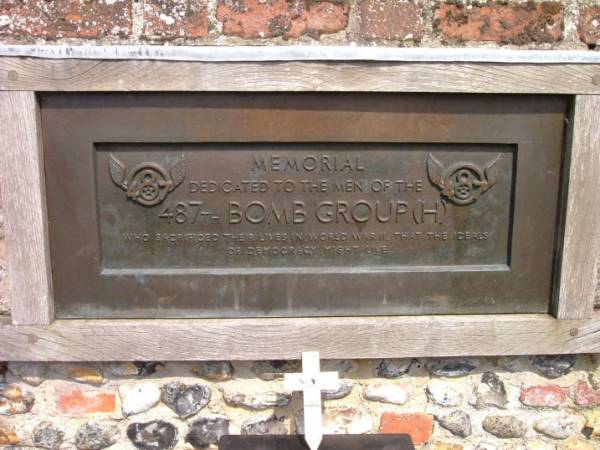 MEMORIAL
DEDICATED TO THE MEN OF THE
487TH BOMB GROUP (H)
WHO SACRIFICED THEIR LIVES IN WORLD WAR II, THAT THE IDEALS
OF DEMOCRACY MIGHT LIVE